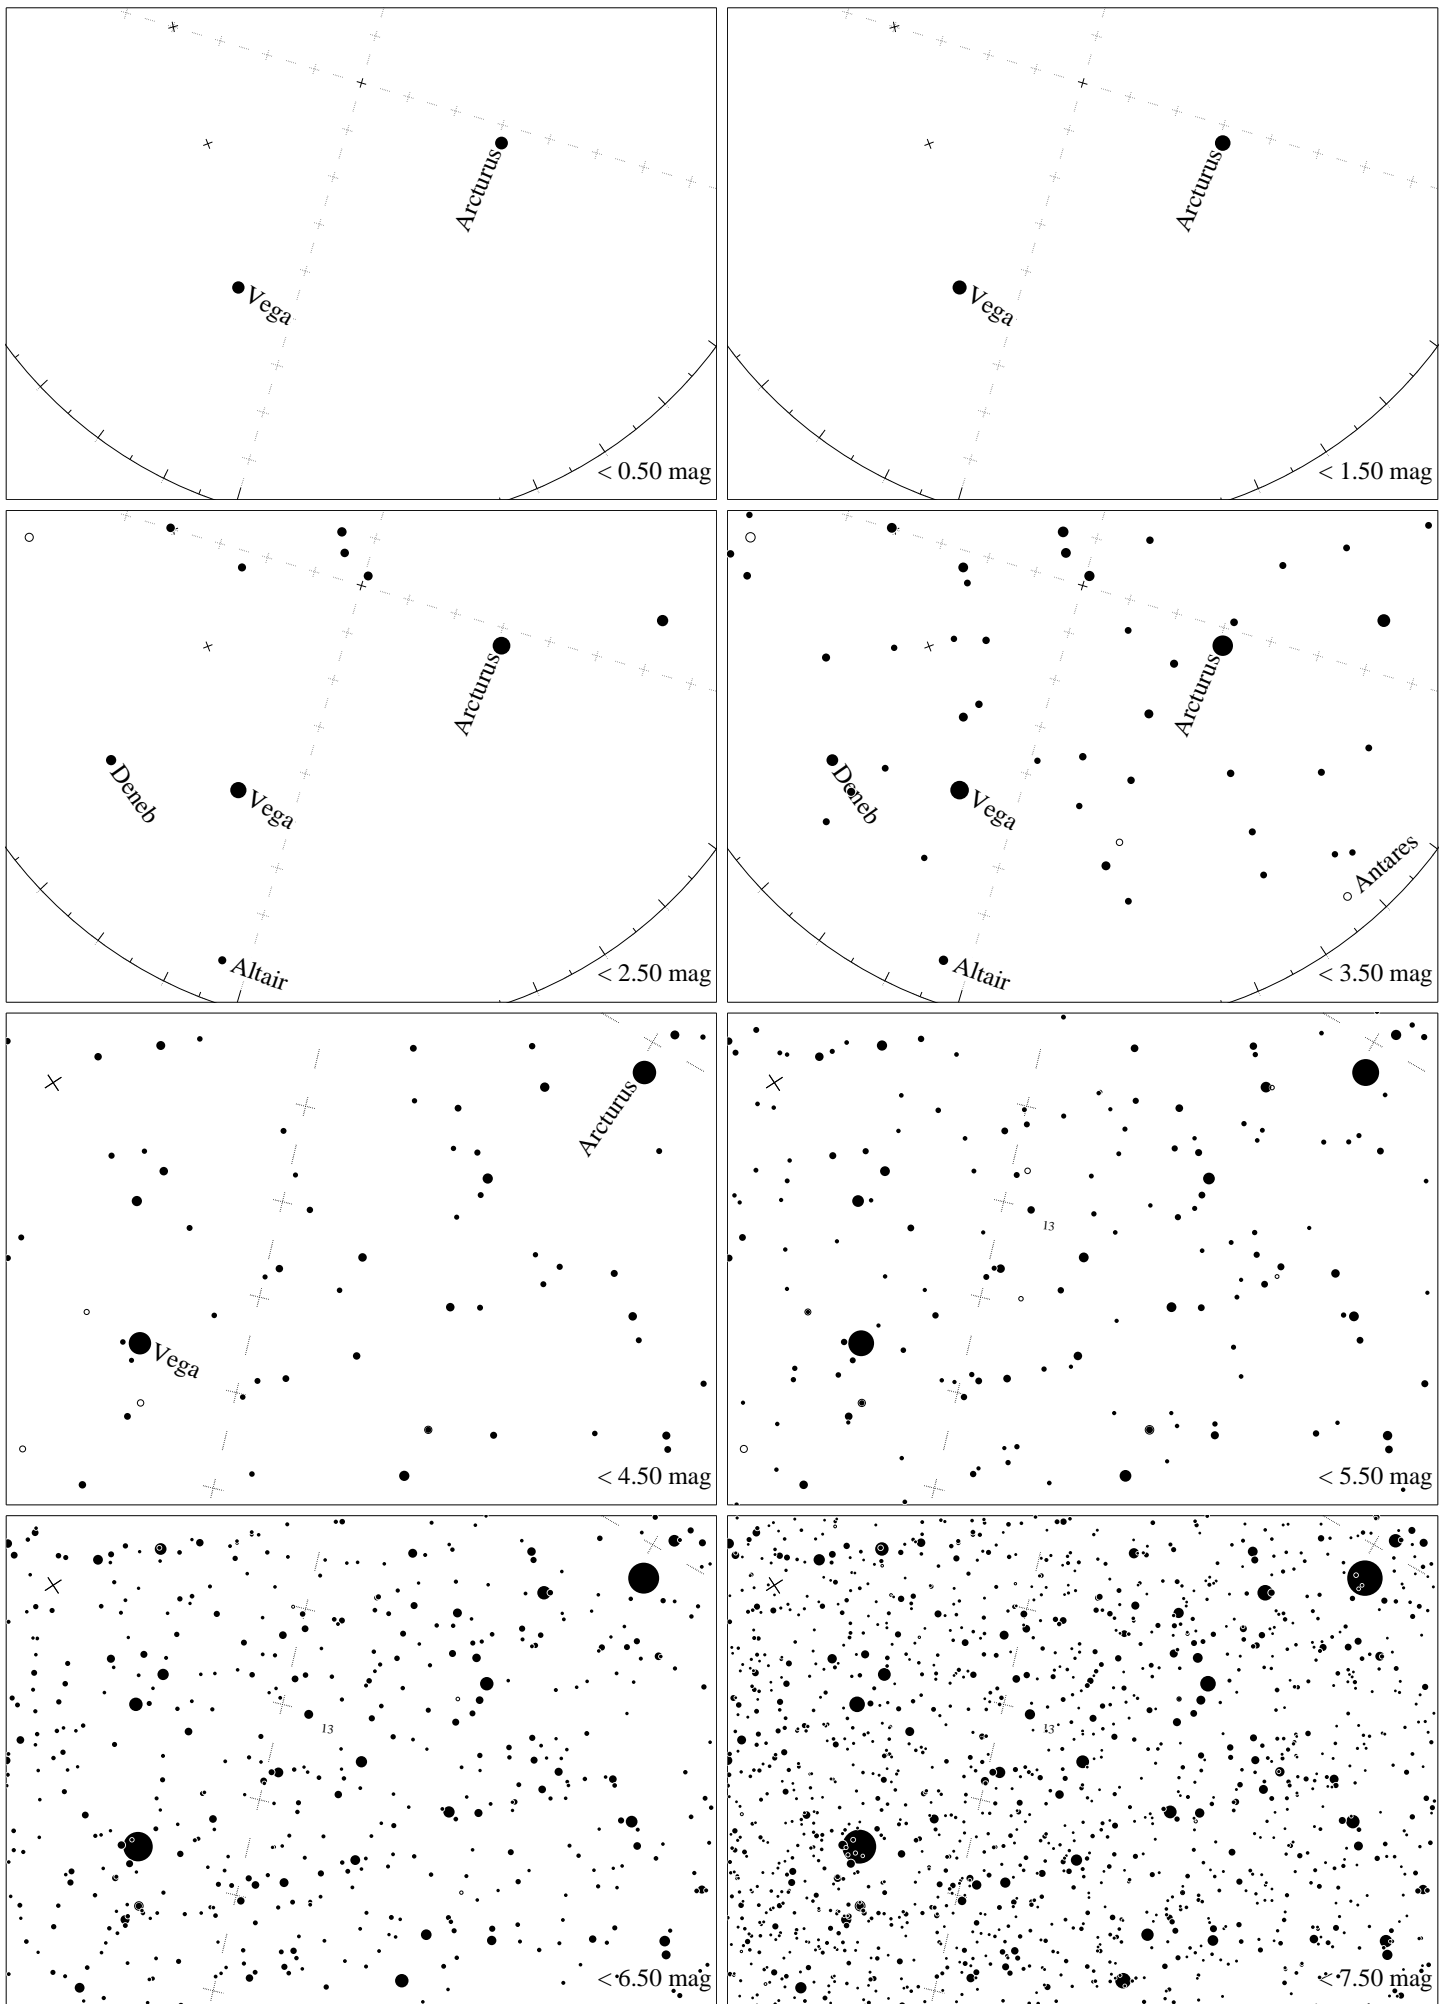 Arcturus
Vega
< 0.50 mag
Arcturus
Vega
< 1.50 mag
Arcturus
Deneb
Vega
Altair
< 2.50 mag
Arcturus
Deneb
Vega
Antares
Altair
< 3.50 mag
Arcturus
Vega
< 4.50 mag
13
< 5.50 mag
13
< 6.50 mag
13
< 7.50 mag